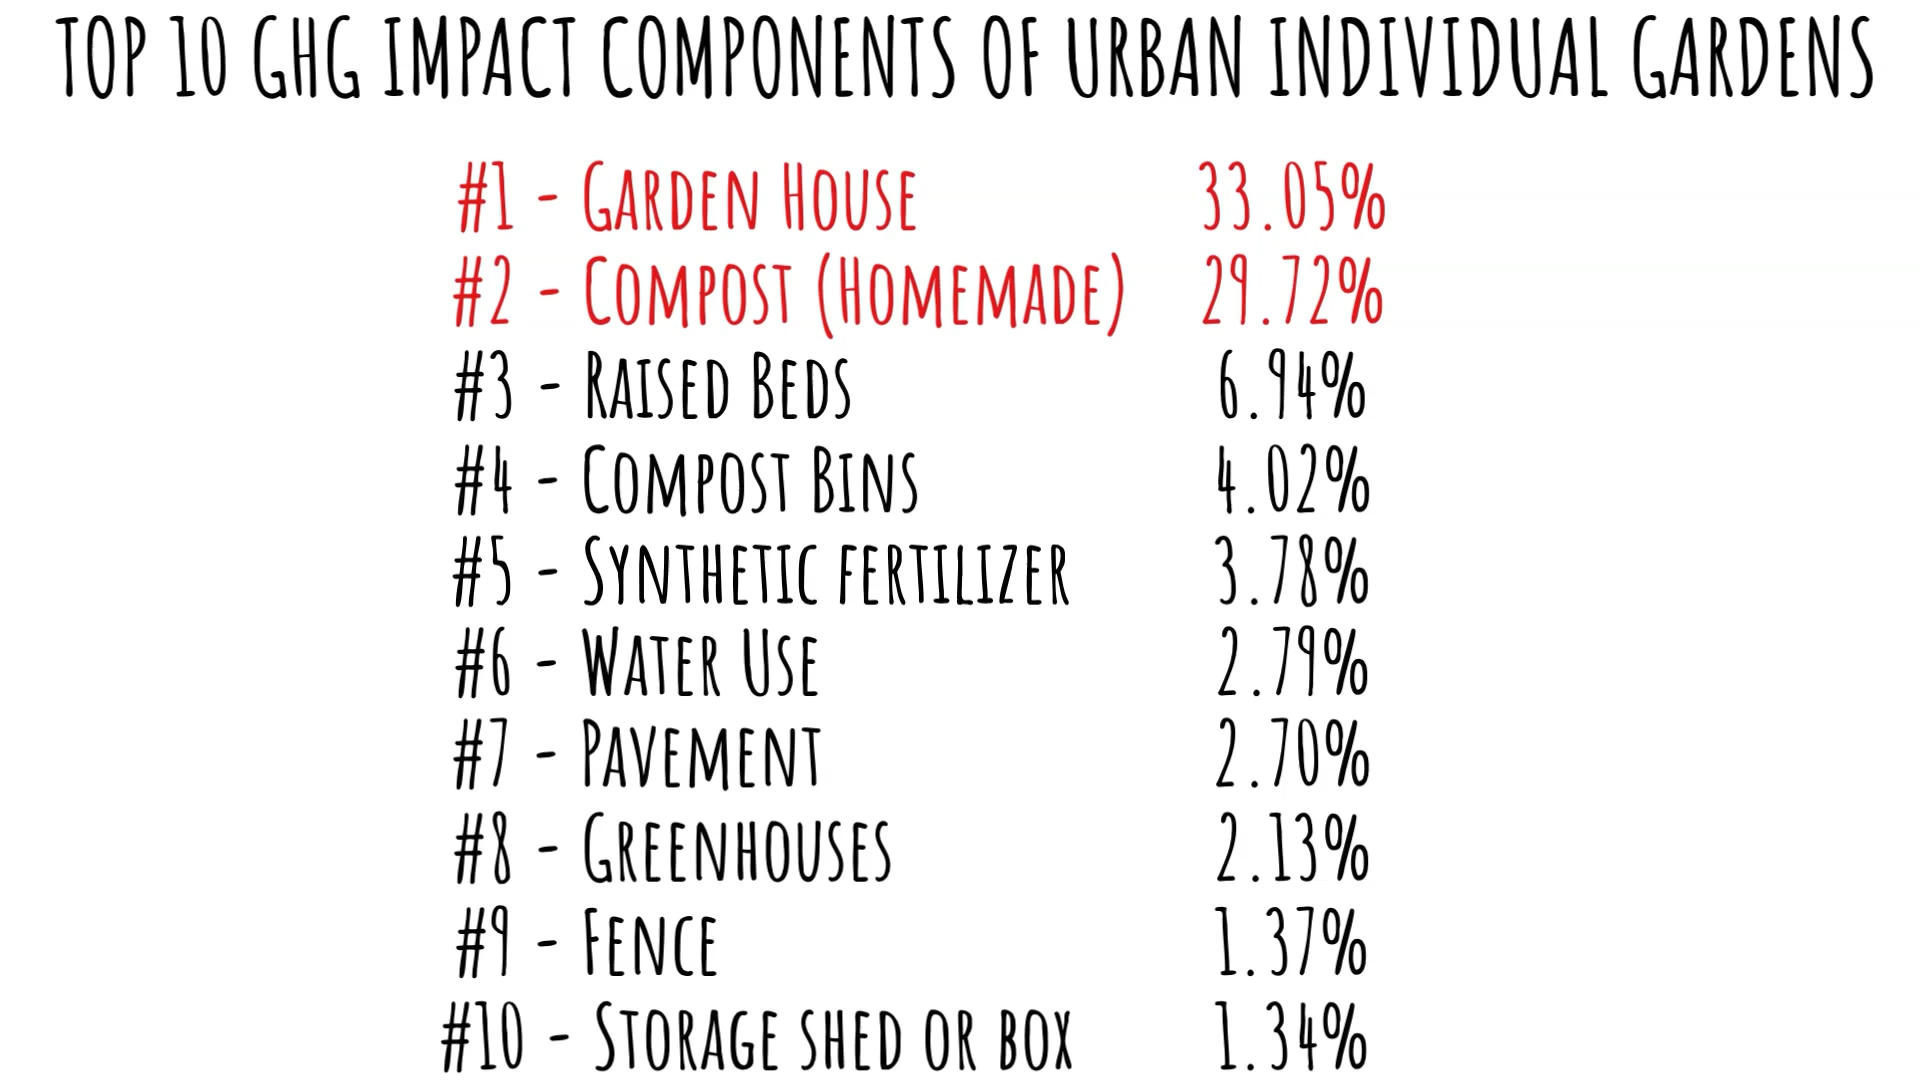 TOP 10 GHG IMPACT COMPONENTS OF URBAN INDIVIDUAL GARDENS
#1 - GARDEN HOUSE 33.05%
#2 - COMPOST (HOMEMADE) 29.72%
#3 - RAISED BEDS 6.94%
#4 - COMPOST BINS 4.02%
#5 - SYNTHETIC FERTILIZER 3.78%
#6 - WATER USE 2.79%
#7 - PAVEMENT 2.70%
#8 - GREENHOUSES 2.13%
#9 - FENCE 1.37%
#10 - STORAGE SHED OR BOX 1.34%